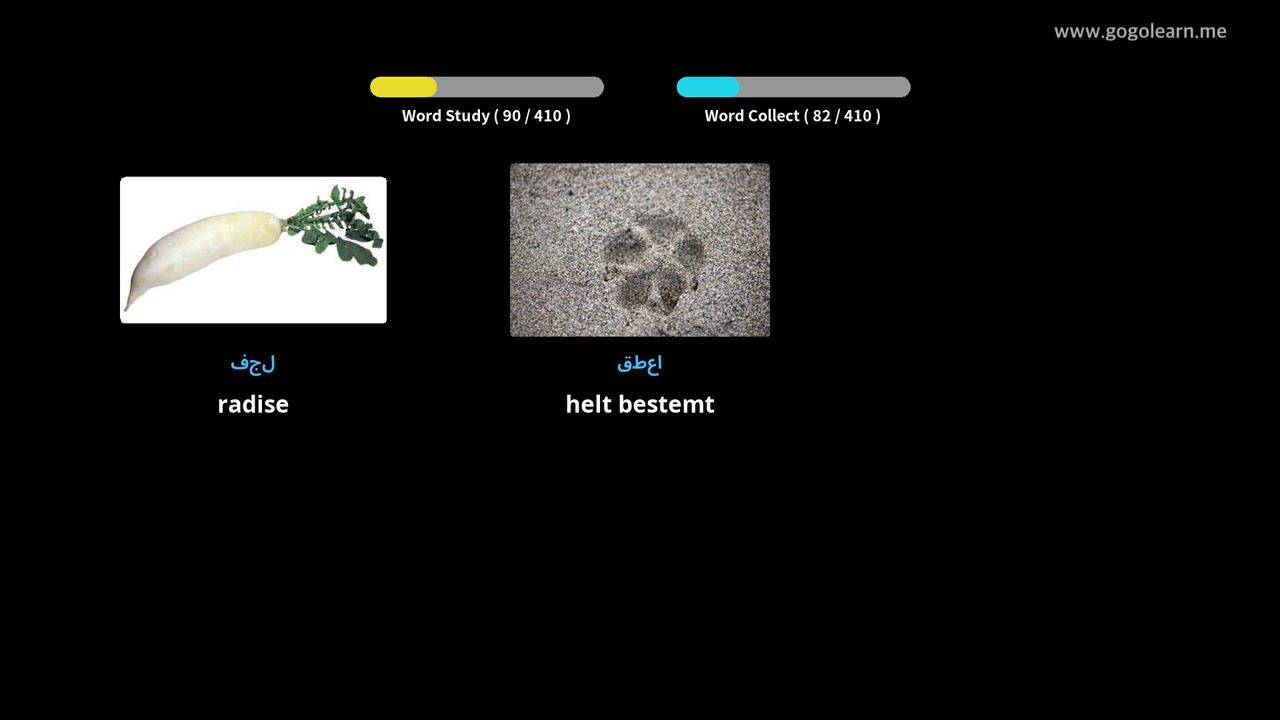 www.gogolearn.me
Word Study ( 90 / 410 )
Word Collect ( 82 / 410 )
لجف
radise
اعطق
helt bestemt